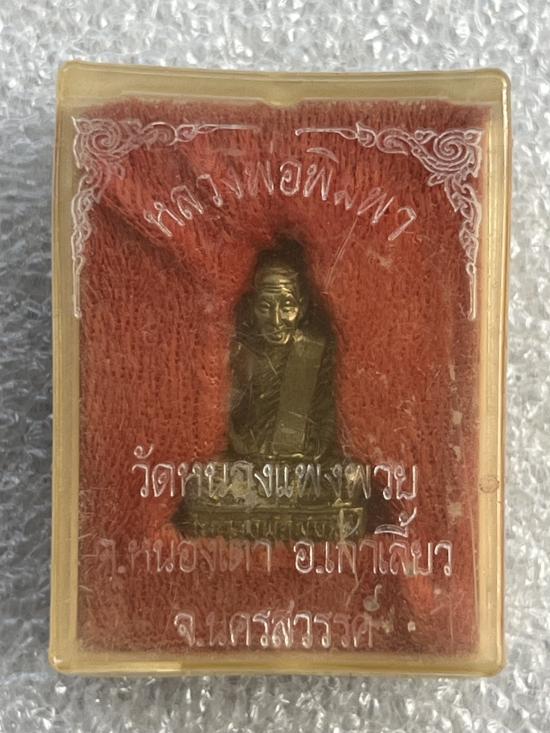 หลวงพ่อพิมพา
วัดหนองแพงพวย
ต.หนองเต่า อ.เก้าเลี้ยว
จ.นครสวรรค์